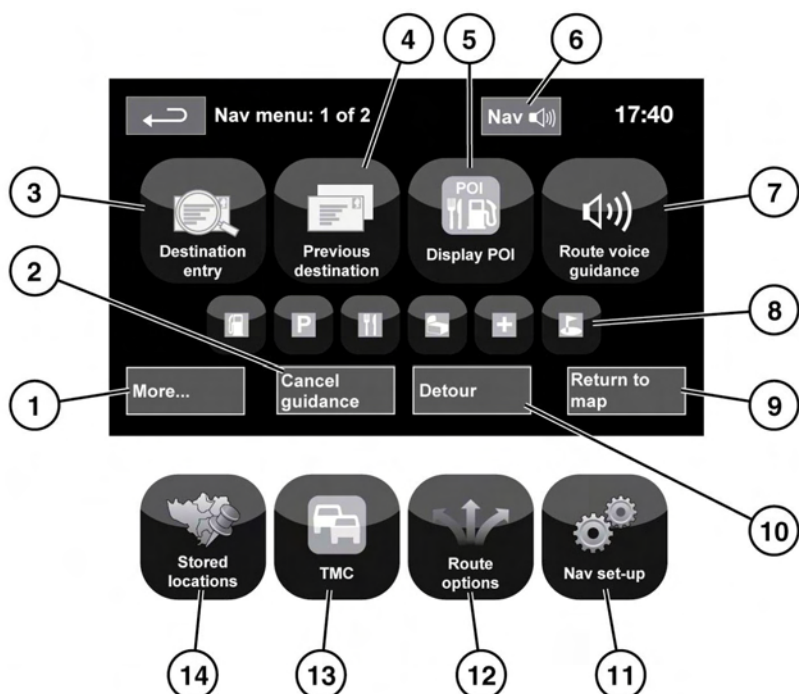 4
5
6
Nav menu: 1 of 2
Nav
17:40
3
POI
7
Destination
entry
Previous
destination
Display POI
Route voice
guidance
2
P
8
1
More...
Cancel
guidance
Detour
Return to
map
9
10
Stored
locations
TMC
Route
options
Nav set-up
14
13
12
11